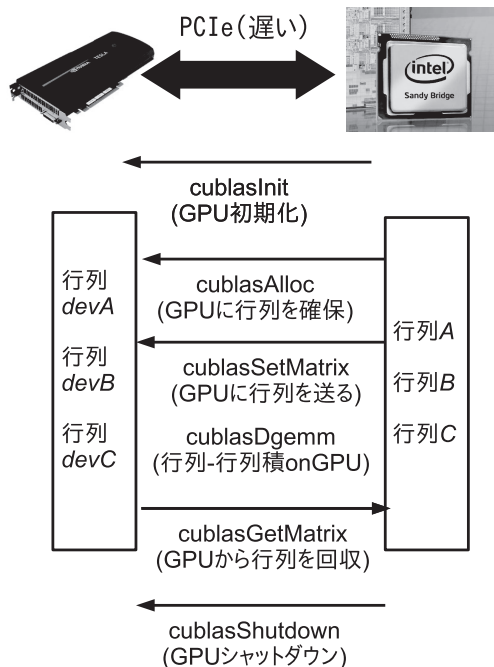 PCIe(遅い)
NVIDIA TESLA
intel
Sandy Bridge
cublasInit
(GPU初期化)
行列
devA
cublasAlloc
(GPUに行列を確保)
行列A
行列
devB
cublasSetMatrix
(GPUに行列を送る)
行列B
行列
devC
cublasDgemm
(行列-行列積onGPU)
行列C
cublasGetMatrix
(GPUから行列を回収)
cublasShutdown
(GPUシャットダウン)